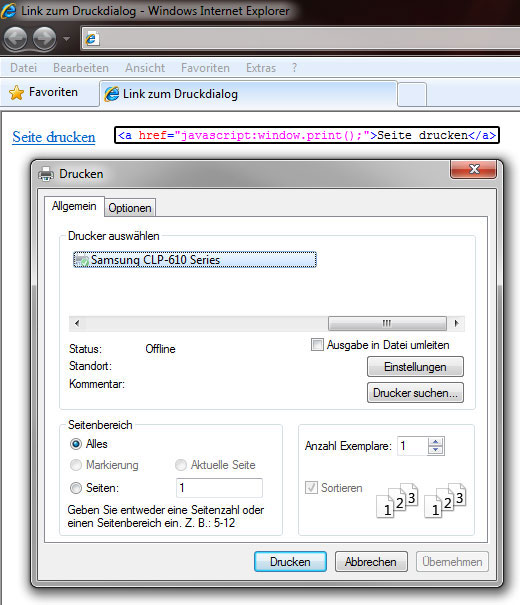 Link zum Druckdialog - Windows Internet Explorer
Datei Bearbeiten Ansicht Favoriten Extras ?
Favoriten Link zum Druckdialog
Seite drucken <a href="javascript:window.print();">Seite drucken</a>
Drucken
Allgemein Optionen
Drucker auswählen
Samsung CLP-610 Series
Status: Offline
Ausgabe in Datei umleiten
Standort:
Einstellungen
Kommentar:
Drucker suchen...
Seitenbereich
Alles
Markierung Aktuelle Seite
Seiten: 1
Geben Sie entweder eine Seitenzahl oder
einen Seitenbereich ein. Z. B.: 5-12
Anzahl Exemplare: 1
Sortieren
1 2 3 1 2 3
Drucken Abbrechen Übernehmen